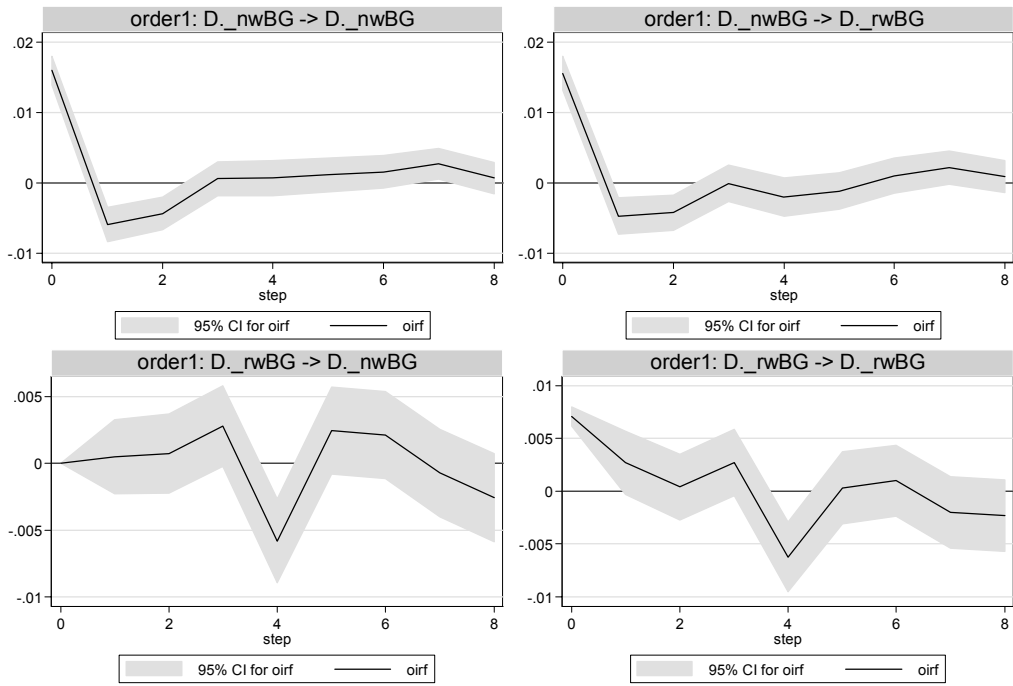 order1: D._nwBG -> D._nwBG
.02
.01
0
-.01
0 2 4 6 8
step
95% CI for oirf oirf
order1: D._nwBG -> D._rwBG
.02
.01
0
-.01
0 2 4 6 8
step
95% CI for oirf oirf
order1: D._rwBG -> D._nwBG
.005
0
-.005
-.01
0 2 4 6 8
step
95% CI for oirf oirf
order1: D._rwBG -> D._rwBG
.01
.005
0
-.005
-.01
0 2 4 6 8
step
95% CI for oirf oirf